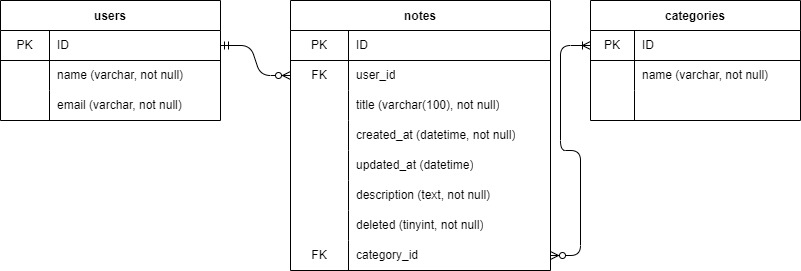 users
PK ID
name (varchar, not null)
email (varchar, not null)
notes
PK ID
FK user_id
title (varchar(100), not null)
created_at (datetime, not null)
updated_at (datetime)
description (text, not null)
deleted (tinyint, not null)
FK category_id
categories
PK ID
name (varchar, not null)